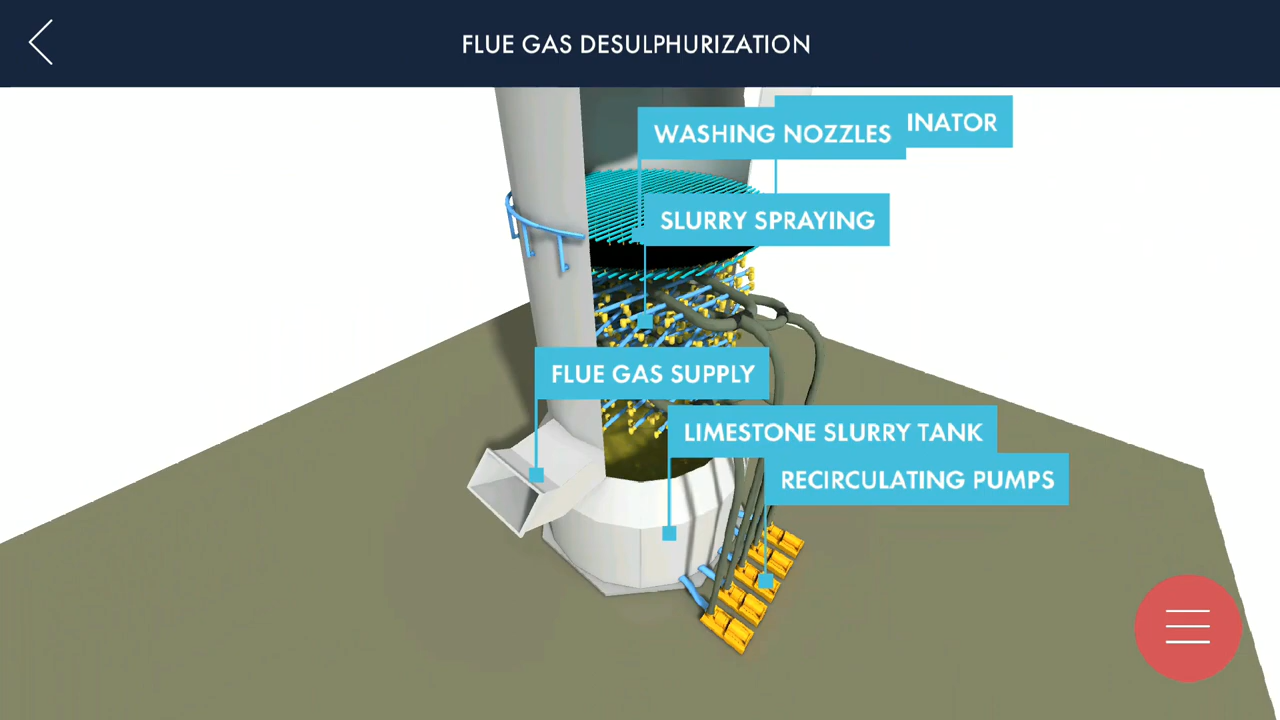 FLUE GAS DESULPHURIZATION
INATOR
WASHING NOZZLES
SLURRY SPRAYING
FLUE GAS SUPPLY
LIMESTONE SLURRY TANK
RECIRCULATING PUMPS